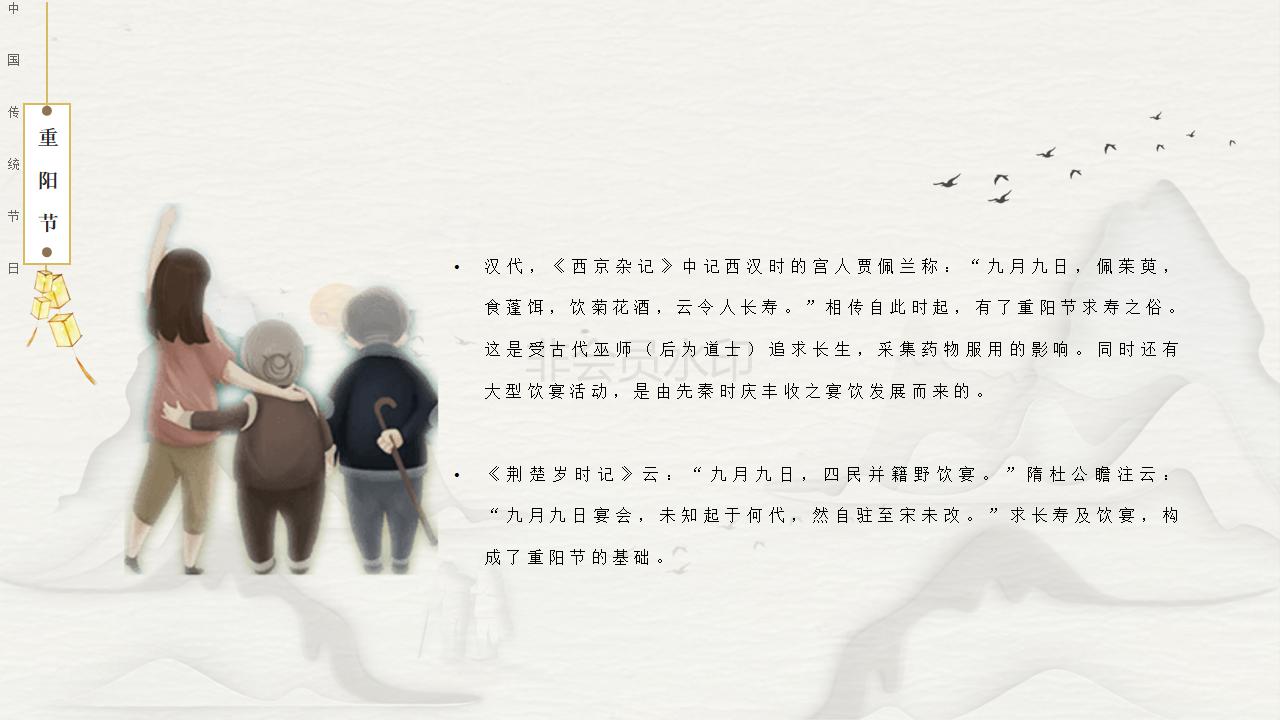 中国传统节日
重阳节
• 汉代，《西京杂记》中记西汉时的宫人贾佩兰称：“九月九日，佩茱萸，
食蓬饵，饮菊花酒，云令人长寿。”相传自此时起，有了重阳节求寿之俗。
这是受古代巫师（后为道士）追求长生，采集药物服用的影响。同时还有
大型饮宴活动，是由先秦时庆丰收之宴饮发展而来的。
• 《荆楚岁时记》云：“九月九日，四民并籍野饮宴。”隋杜公瞻注云：
“九月九日宴会，未知起于何代，然自驻至宋未改。”求长寿及饮宴，构
成了重阳节的基础。
非会员水印